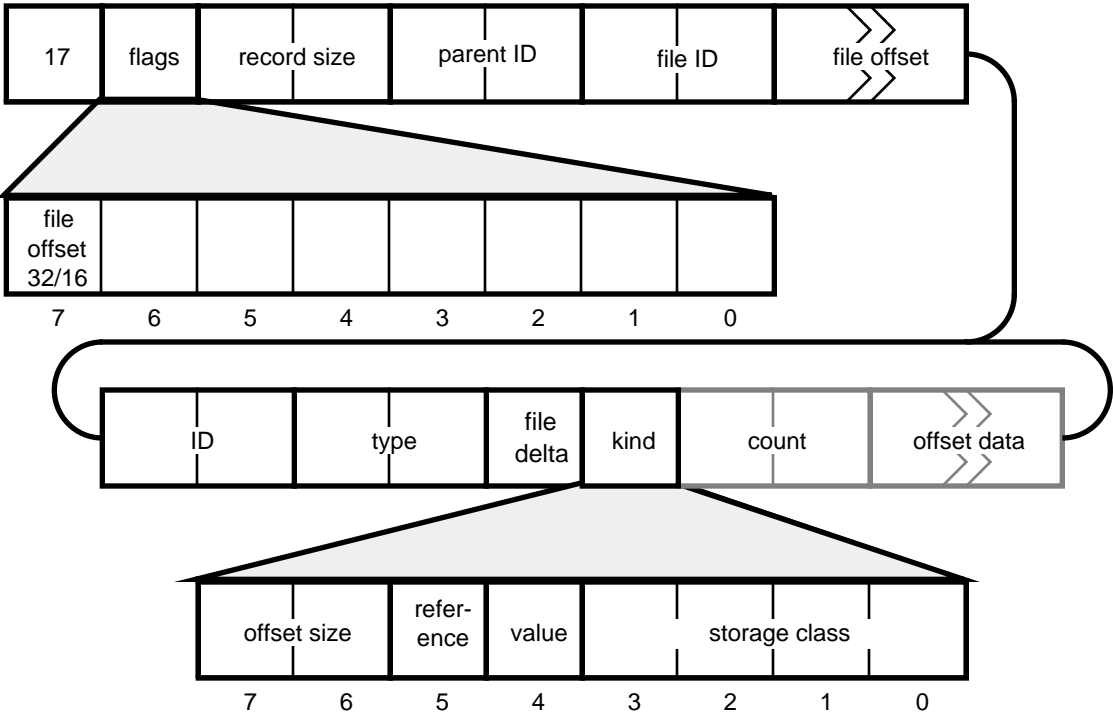 17 flags record size parent ID file ID file offset
file
offset
32/16
7 6 5 4 3 2 1 0
ID type file
delta kind count offset data
offset size refer-
ence value storage class
7 6 5 4 3 2 1 0